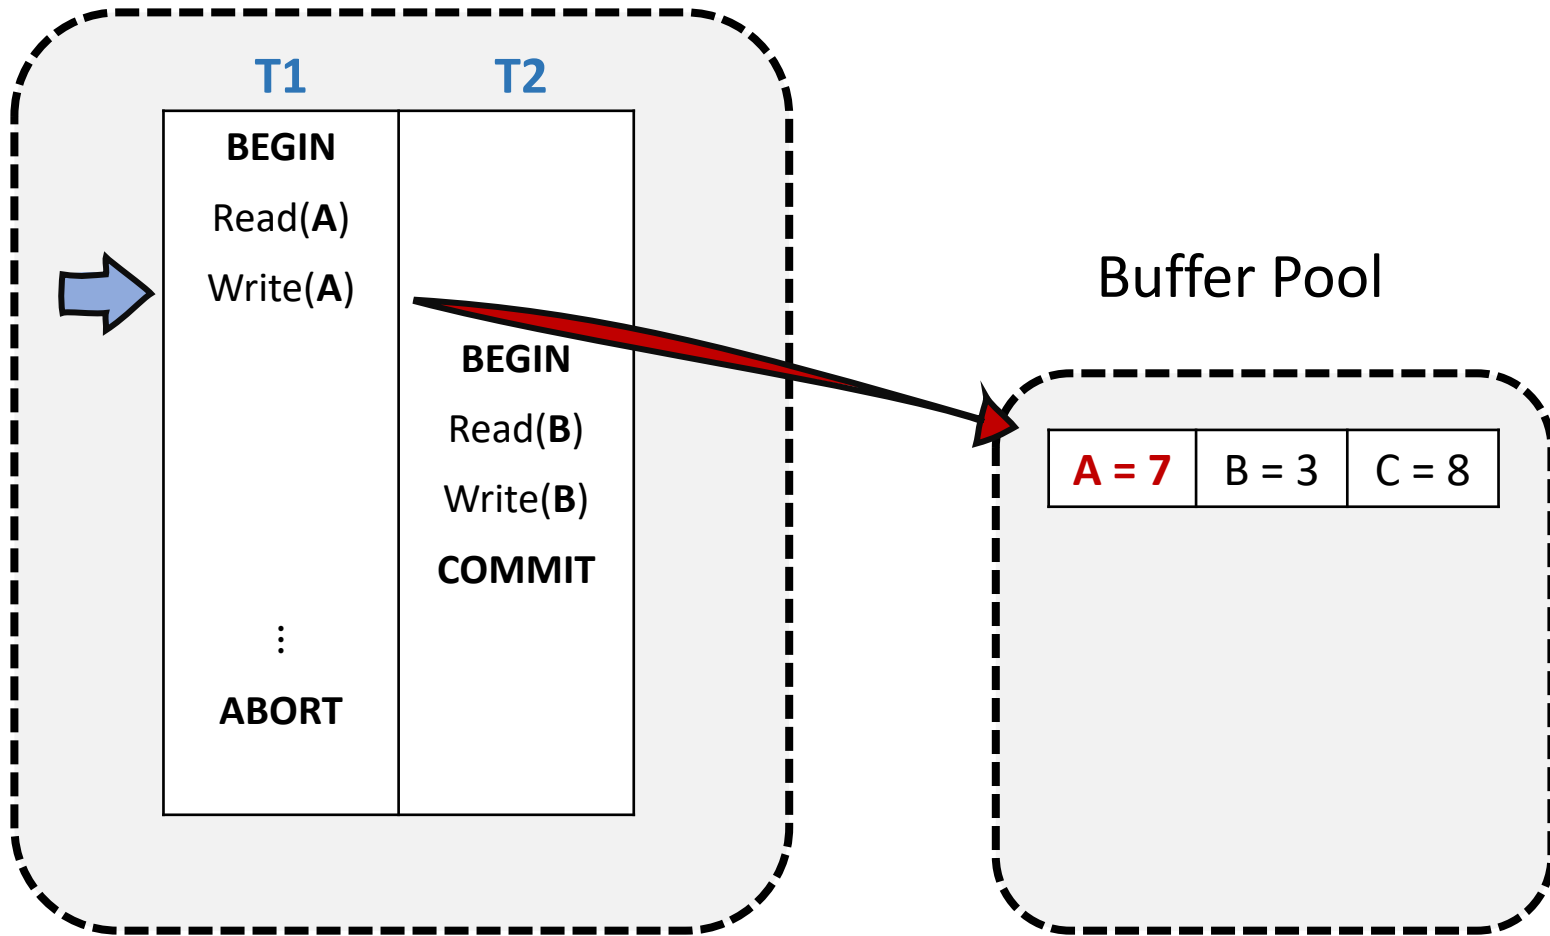 T1 T2
BEGIN
Read(A)
Write(A)
BEGIN
Read(B)
Write(B)
COMMIT
⋮
ABORT
Buffer Pool
A = 7 B = 3 C = 8